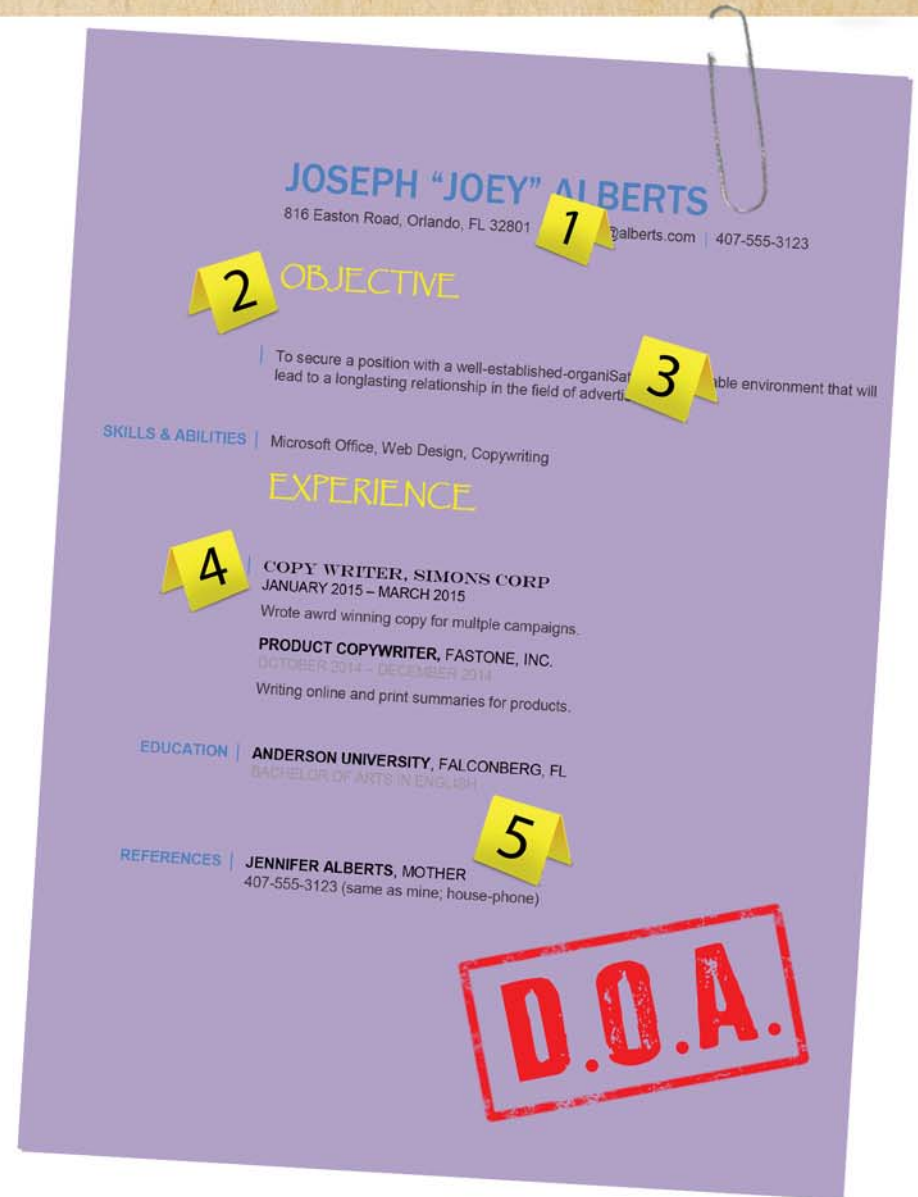 JOSEPH “JOEY” ALBERTS
816 Easton Road, Orlando, FL 32801 1 @alberts.com | 407-555-3123
2 OBJECTIVE
To secure a position with a well-established- 3 environment that will
lead to a longlasting relationship in the field of
SKILLS & ABILITIES | Microsoft Office, Web Design, Copywriting
EXPERIENCE
4
COPY WRITER, SIMONS CORP
JANUARY 2015 – MARCH 2015
Wrote awrd winning copy for multple campaigns.
PRODUCT COPYWRITER, FASTONE, INC.
OCTOBER 2014 – DECEMBER 2014
Writing online and print summaries for products.
EDUCATION | ANDERSON UNIVERSITY, FALCONBERG, FL
BACHELOR OF ARTS IN ENGLISH
5
REFERENCES | JENNIFER ALBERTS, MOTHER
407-555-3123 (same as mine; house-phone)
D.O.A.